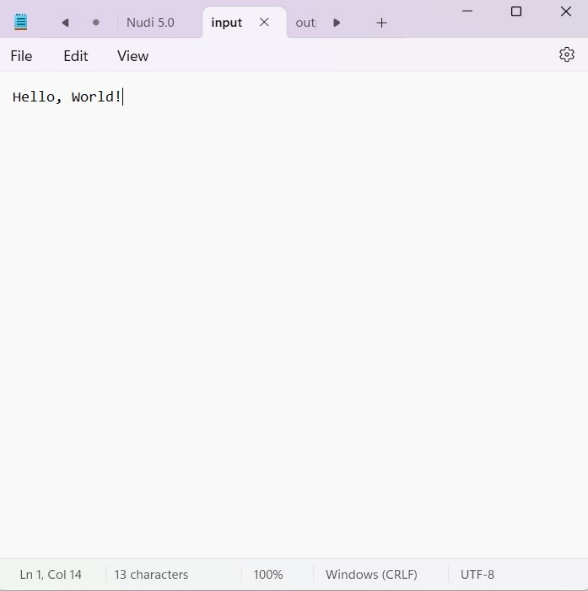 Nudi 5.0 input out
File Edit View
Hello, World!
Ln 1, Col 14 13 characters 100% Windows (CRLF) UTF-8